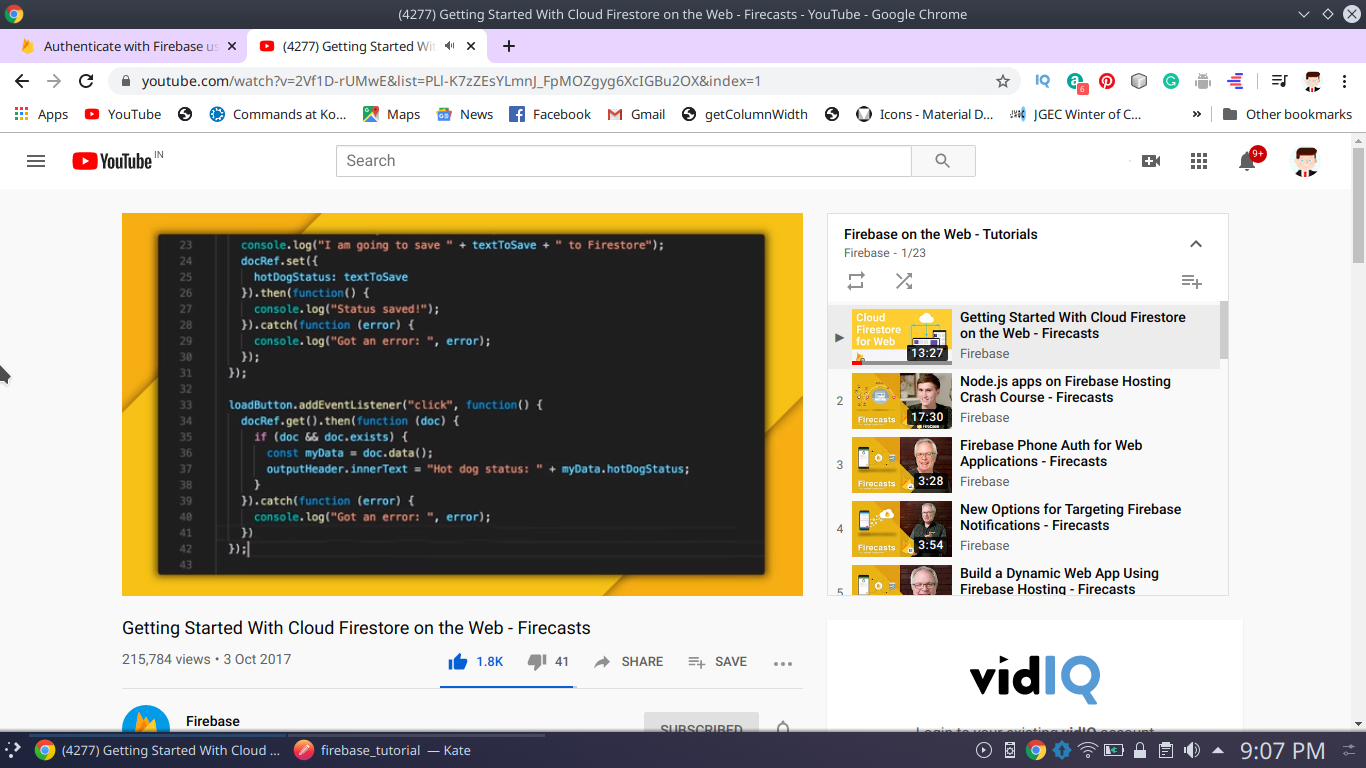 (4277) Getting Started With Cloud Firestore on the Web - Firecasts - YouTube - Google Chrome
Authenticate with Firebase us
(4277) Getting Started Wit
youtube.com/watch?v=2Vf1D-rUMwE&list=PLl-K7zZEsYLmnJ_FpMOZgyg6XcIGBu2OX&index=1
IQ
6
Apps
YouTube
Commands at Ko...
Maps
News
Facebook
Gmail
getColumnWidth
Icons - Material D...
JGEC Winter of C...
»
Other bookmarks
YouTube IN
Search
9+
23 console.log("I am going to save " + textToSave + " to Firestore");
24 docRef.set({
25 hotDogStatus: textToSave
26 }).then(function() {
27 console.log("Status saved!");
28 }).catch(function (error) {
29 console.log("Got an error: ", error);
30 });
31 });
32
33 loadButton.addEventListener("click", function() {
34 docRef.get().then(function (doc) {
35 if (doc && doc.exists) {
36 const myData = doc.data();
37 outputHeader.innerText = "Hot dog status: " + myData.hotDogStatus;
38 }
39 }).catch(function (error) {
40 console.log("Got an error: ", error);
41 })
42 });
43
Getting Started With Cloud Firestore on the Web - Firecasts
215,784 views • 3 Oct 2017
1.8K
41
SHARE
SAVE
Firebase
SUBSCRIBED
Firebase on the Web - Tutorials
Firebase - 1/23
Cloud
Firestore
for Web
13:27
Getting Started With Cloud Firestore
on the Web - Firecasts
Firebase
2
Firecasts
17:30
Node.js apps on Firebase Hosting
Crash Course - Firecasts
Firebase
3
Firecasts
3:28
Firebase Phone Auth for Web
Applications - Firecasts
Firebase
4
Firecasts
3:54
New Options for Targeting Firebase
Notifications - Firecasts
Firebase
5
Build a Dynamic Web App Using
Firebase Hosting - Firecasts
vidIQ
Login to your existing vidIQ account
(4277) Getting Started With Cloud ...
firebase_tutorial — Kate
9:07 PM